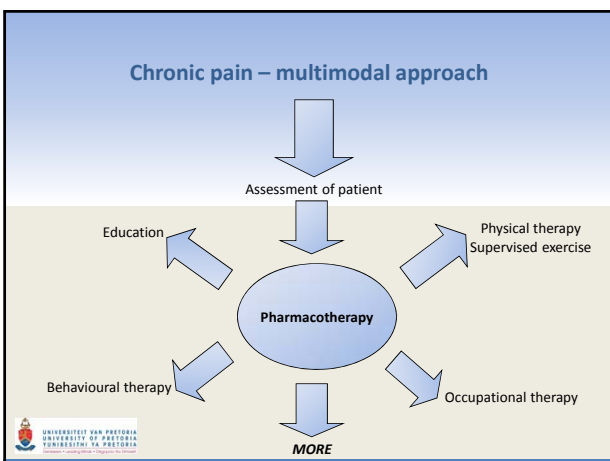 Chronic pain – multimodal approach
Assessment of patient
Education
Physical therapy
Supervised exercise
Pharmacotherapy
Behavioural therapy
Occupational therapy
MORE
UNIVERSITEIT VAN PRETORIA
UNIVERSITY OF PRETORIA
YUNIBESITHI YA PRETORIA